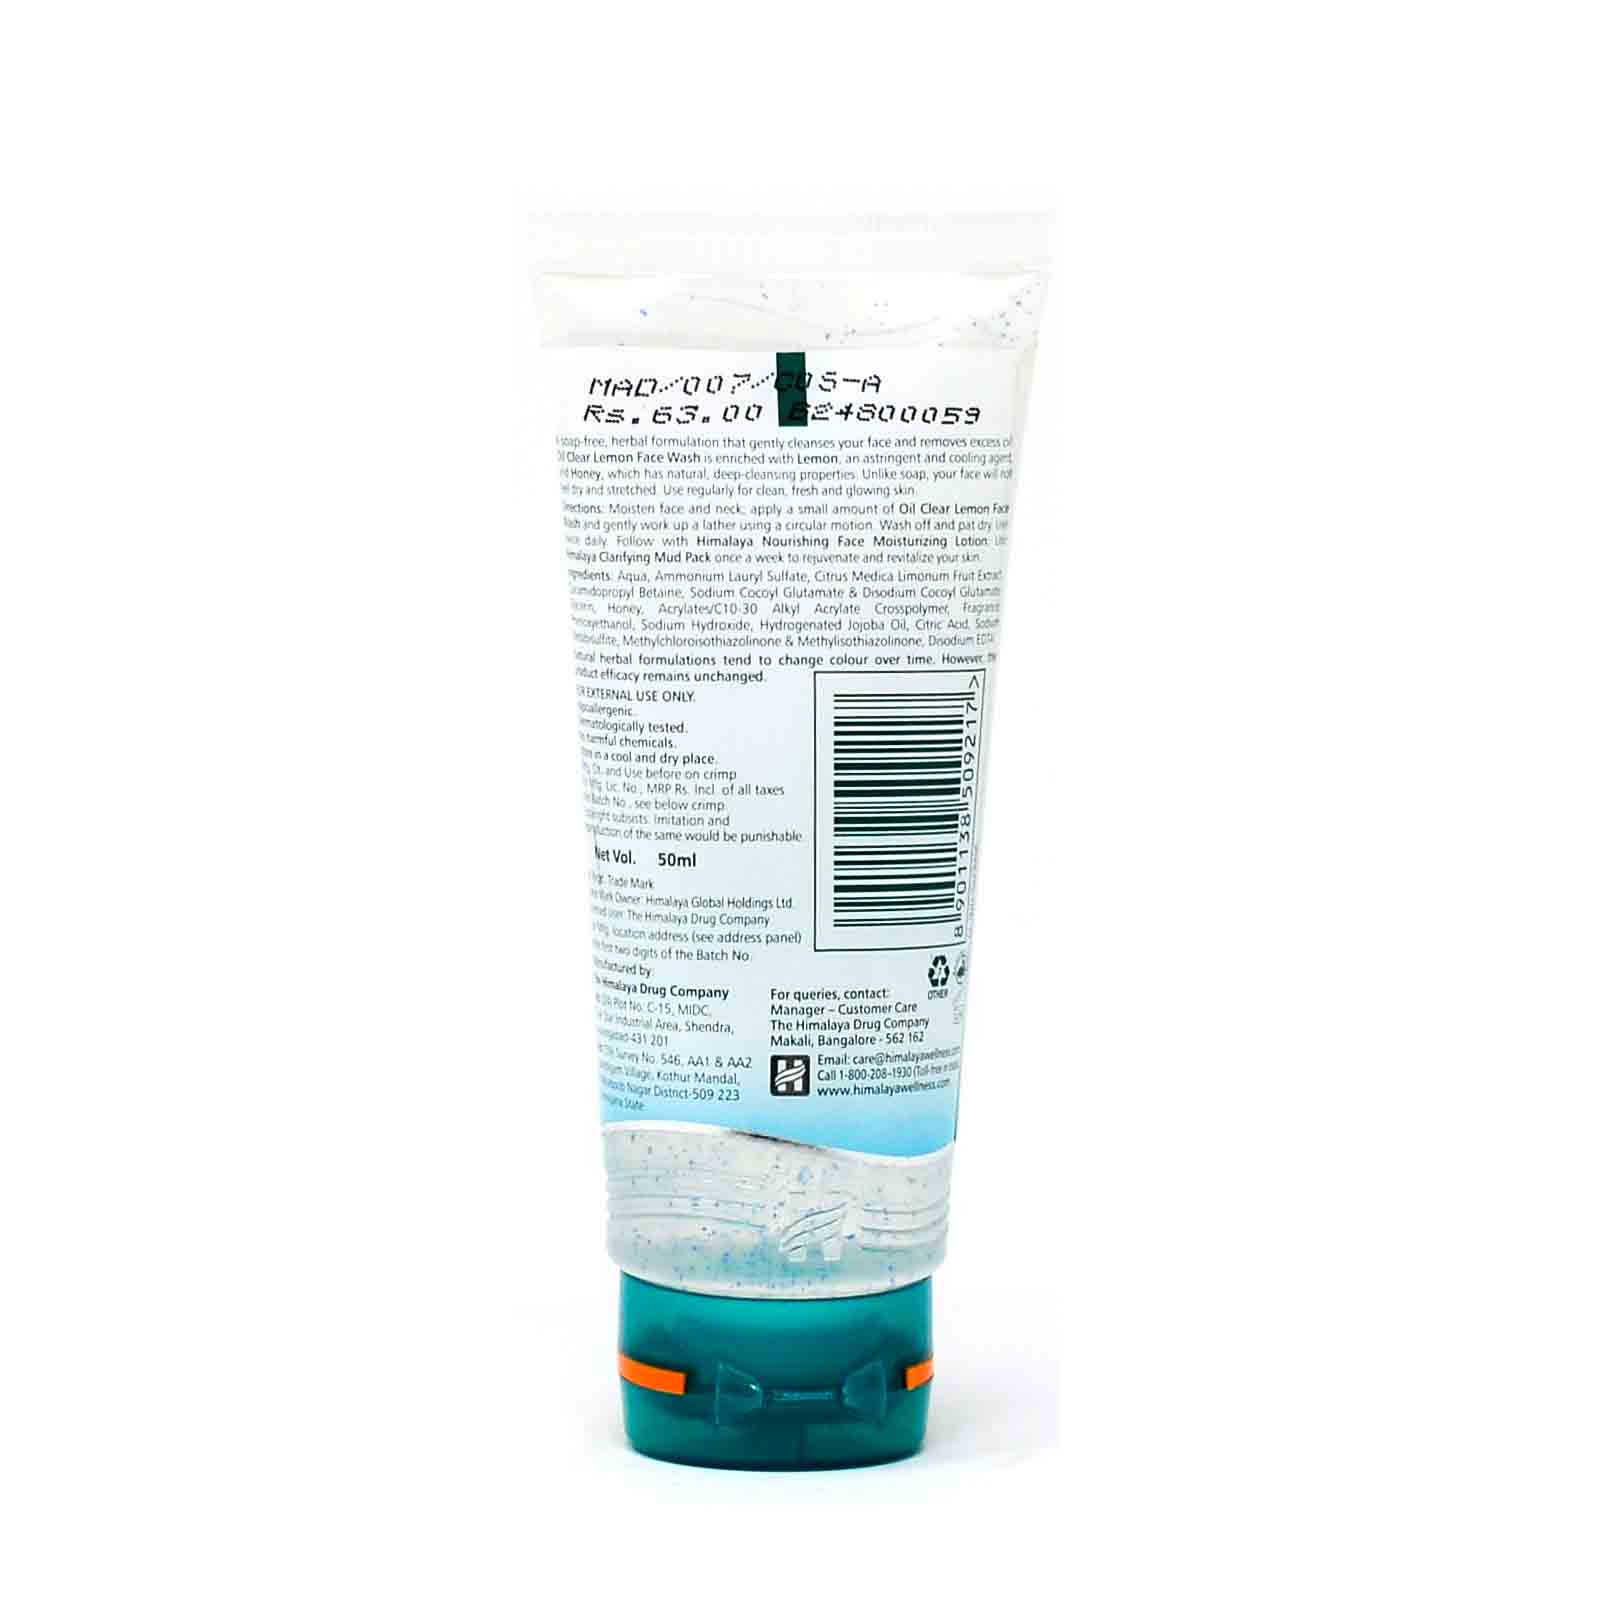 MAD/007/COS-A
Rs. 63.00 B24800059
soap-free, herbal formulation that gently cleanses your face and removes excess oil
Oil Clear Lemon Face Wash is enriched with Lemon, an astringent and cooling agent,
and Honey, which has natural, deep-cleansing properties. Unlike soap, your face will not
feel dry and stretched. Use regularly for clean, fresh and glowing skin.
Directions: Moisten face and neck, apply a small amount of Oil Clear Lemon Face
Wash and gently work up a lather using a circular motion. Wash off and pat dry. Use
twice daily. Follow with Himalaya Nourishing Face Moisturizing Lotion. Use
Himalaya Clarifying Mud Pack once a week to rejuvenate and revitalize your skin.
Ingredients: Aqua, Ammonium Lauryl Sulfate, Citrus Medica Limonum Fruit Extract,
Cocamidopropyl Betaine, Sodium Cocoyl Glutamate & Disodium Cocoyl Glutamate,
Glycerin, Honey, Acrylates/C10-30 Alkyl Acrylate Crosspolymer, Fragrance,
Phenoxyethanol, Sodium Hydroxide, Hydrogenated Jojoba Oil, Citric Acid, Sodium
Metabisulfite, Methylchloroisothiazolinone & Methylisothiazolinone, Disodium EDTA.
Natural herbal formulations tend to change colour over time. However, the
product efficacy remains unchanged.
FOR EXTERNAL USE ONLY.
Hypoallergenic.
Dermatologically tested.
No harmful chemicals.
Store in a cool and dry place.
Mfg. Dt. and Use before on crimp
Mfg. Lic. No., MRP Rs. Incl. of all taxes
Batch No., see below crimp
Copyright subsists. Imitation and
reproduction of the same would be punishable.
Net Vol. 50ml
Trade Mark
Mark Owner: Himalaya Global Holdings Ltd.
User: The Himalaya Drug Company
Mfg. location address (see address panel)
first two digits of the Batch No.
Manufactured by:
The Himalaya Drug Company
Plot No. C-15, MIDC,
Industrial Area, Shendra,
431 201
Survey No. 546, AA1 & AA2
Village, Kothur Mandal,
Nagar District-509 223
State
8 901138 509217 >
7
OTHER
For queries, contact:
Manager – Customer Care
The Himalaya Drug Company
Makali, Bangalore - 562 162
Email: care@himalayawellness.com
Call 1-800-208-1930 (Toll-free in India)
www.himalayawellness.com